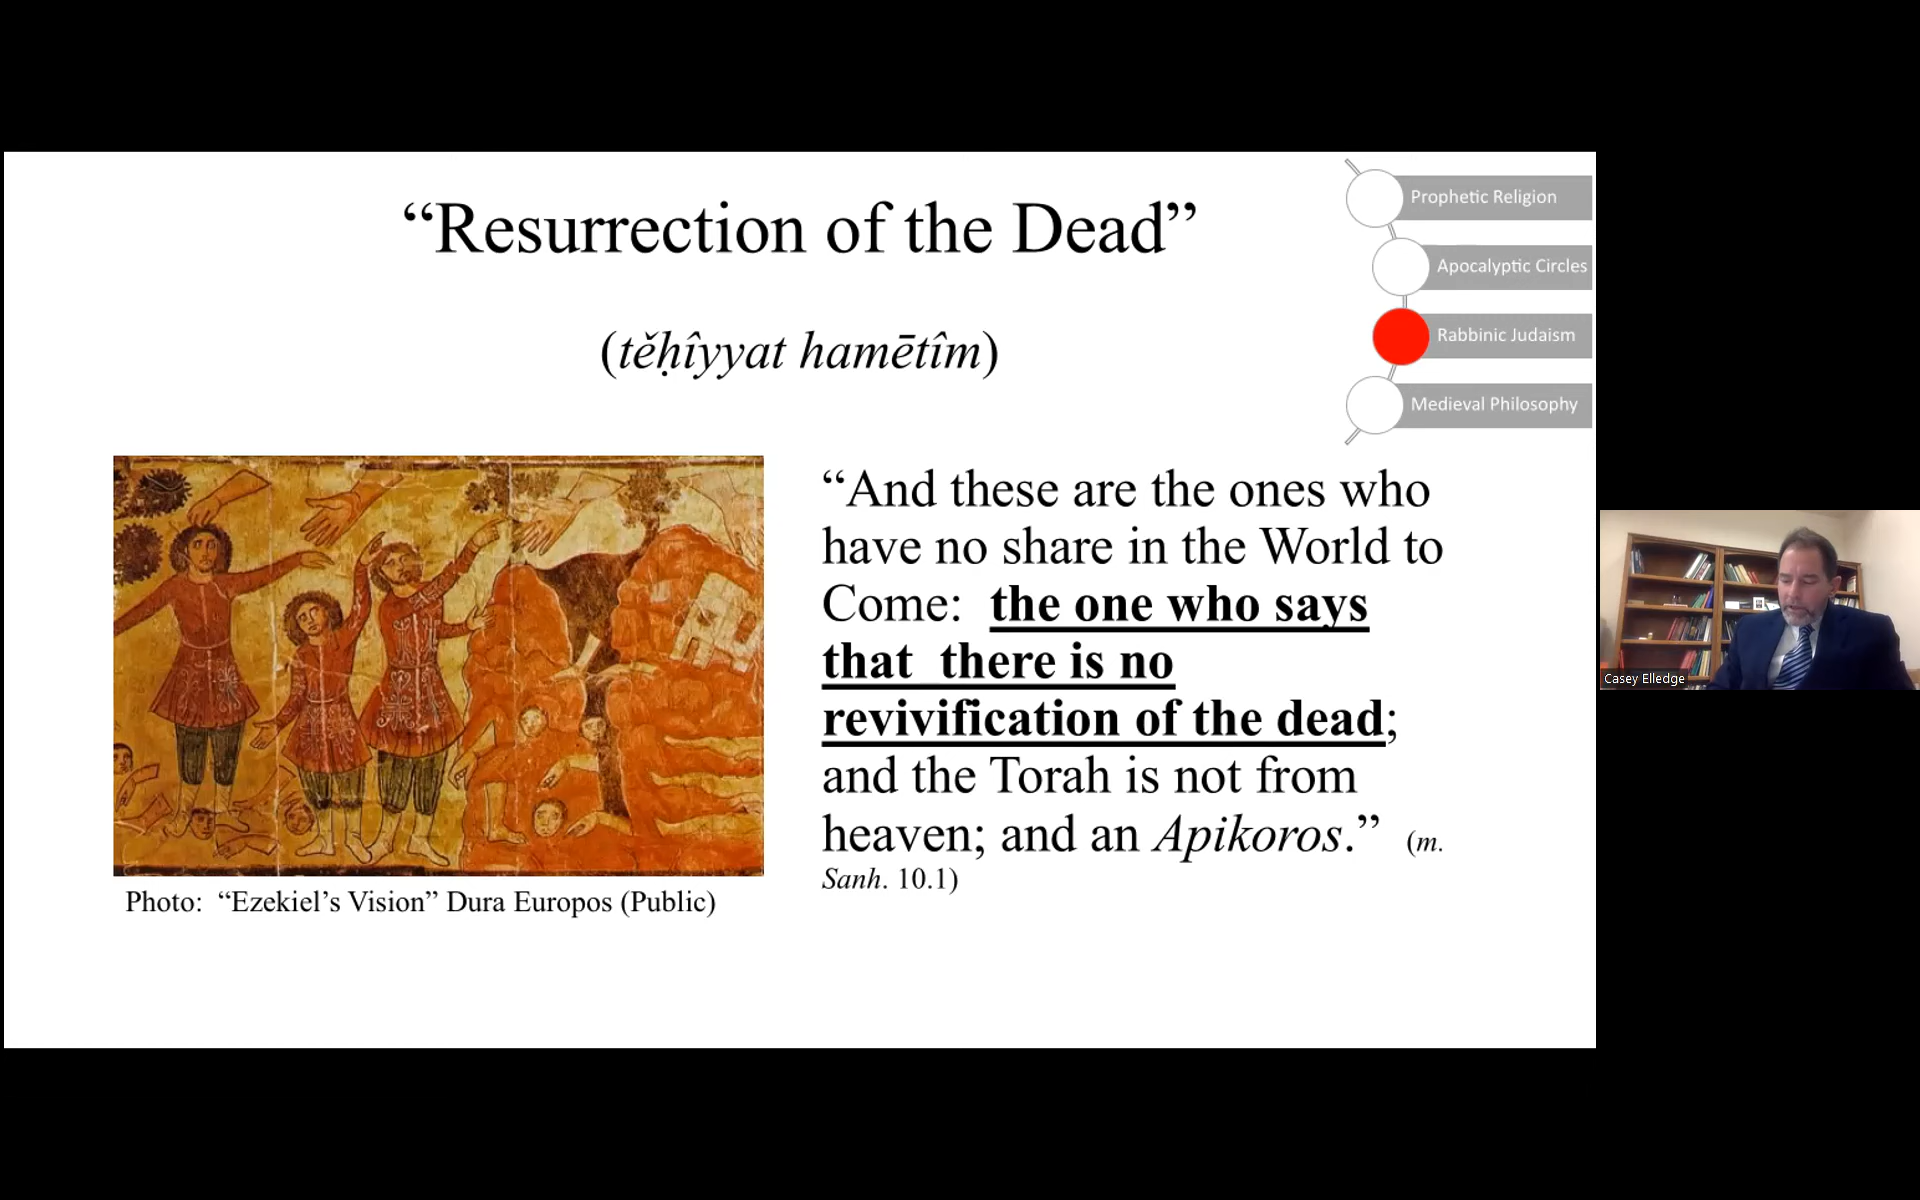 “Resurrection of the Dead”
(tĕḥîyyat hamētîm)
Prophetic Religion
Apocalyptic Circles
Rabbinic Judaism
Medieval Philosophy
“And these are the ones who
have no share in the World to
Come:  the one who says
that  there is no
revivification of the dead;
and the Torah is not from
heaven; and an Apikoros.”  (m.
Sanh. 10.1)
Photo:  “Ezekiel’s Vision” Dura Europos (Public)
Casey Elledge